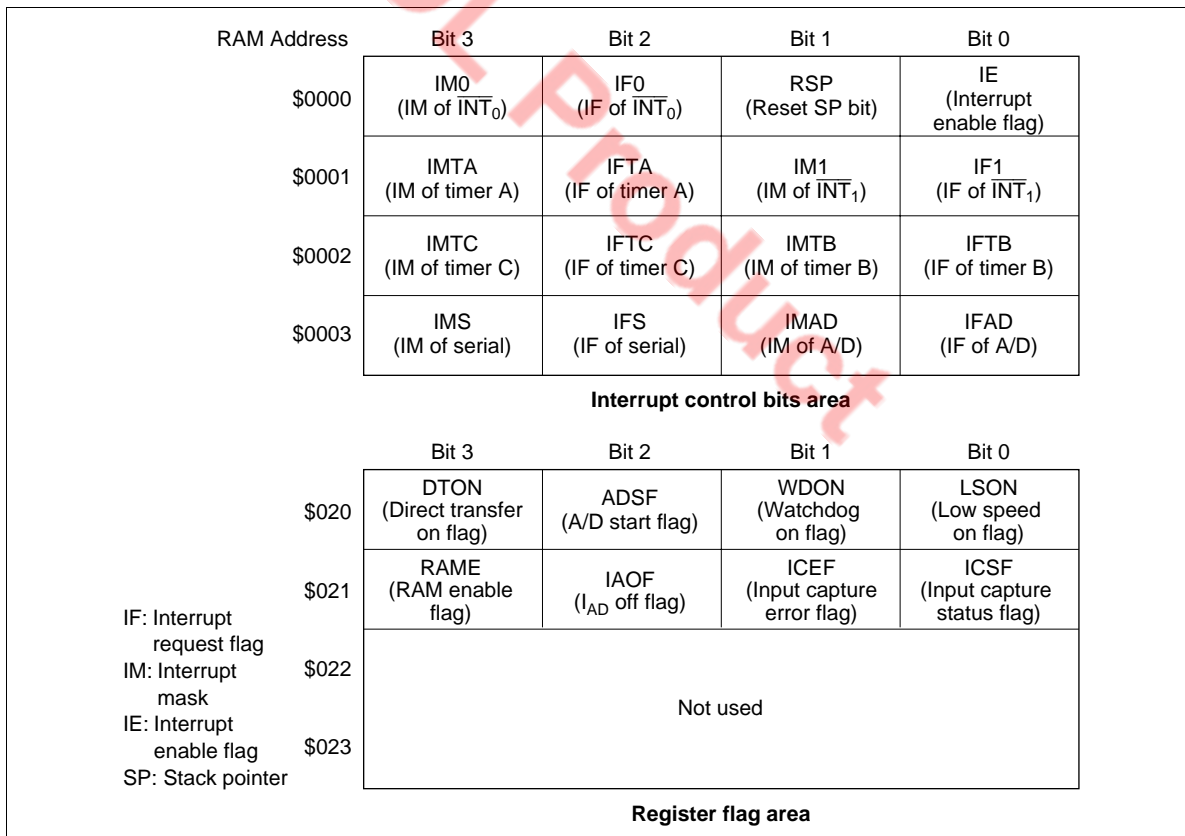 RAM Address Bit 3 Bit 2 Bit 1 Bit 0
$0000
IM0
(IM of INT0)
IF0
(IF of INT0)
RSP
(Reset SP bit)
IE
(Interrupt
enable flag)
$0001
IMTA
(IM of timer A)
IFTA
(IF of timer A)
IM1
(IM of INT1)
IF1
(IF of INT1)
$0002
IMTC
(IM of timer C)
IFTC
(IF of timer C)
IMTB
(IM of timer B)
IFTB
(IF of timer B)
$0003
IMS
(IM of serial)
IFS
(IF of serial)
IMAD
(IM of A/D)
IFAD
(IF of A/D)
Interrupt control bits area
Bit 3 Bit 2 Bit 1 Bit 0
$020
DTON
(Direct transfer
on flag)
ADSF
(A/D start flag)
WDON
(Watchdog
on flag)
LSON
(Low speed
on flag)
$021
RAME
(RAM enable
flag)
IAOF
(IAD off flag)
ICEF
(Input capture
error flag)
ICSF
(Input capture
status flag)
$022
$023
Not used
IF: Interrupt
request flag
IM: Interrupt
mask
IE: Interrupt
enable flag
SP: Stack pointer
Register flag area
L Product